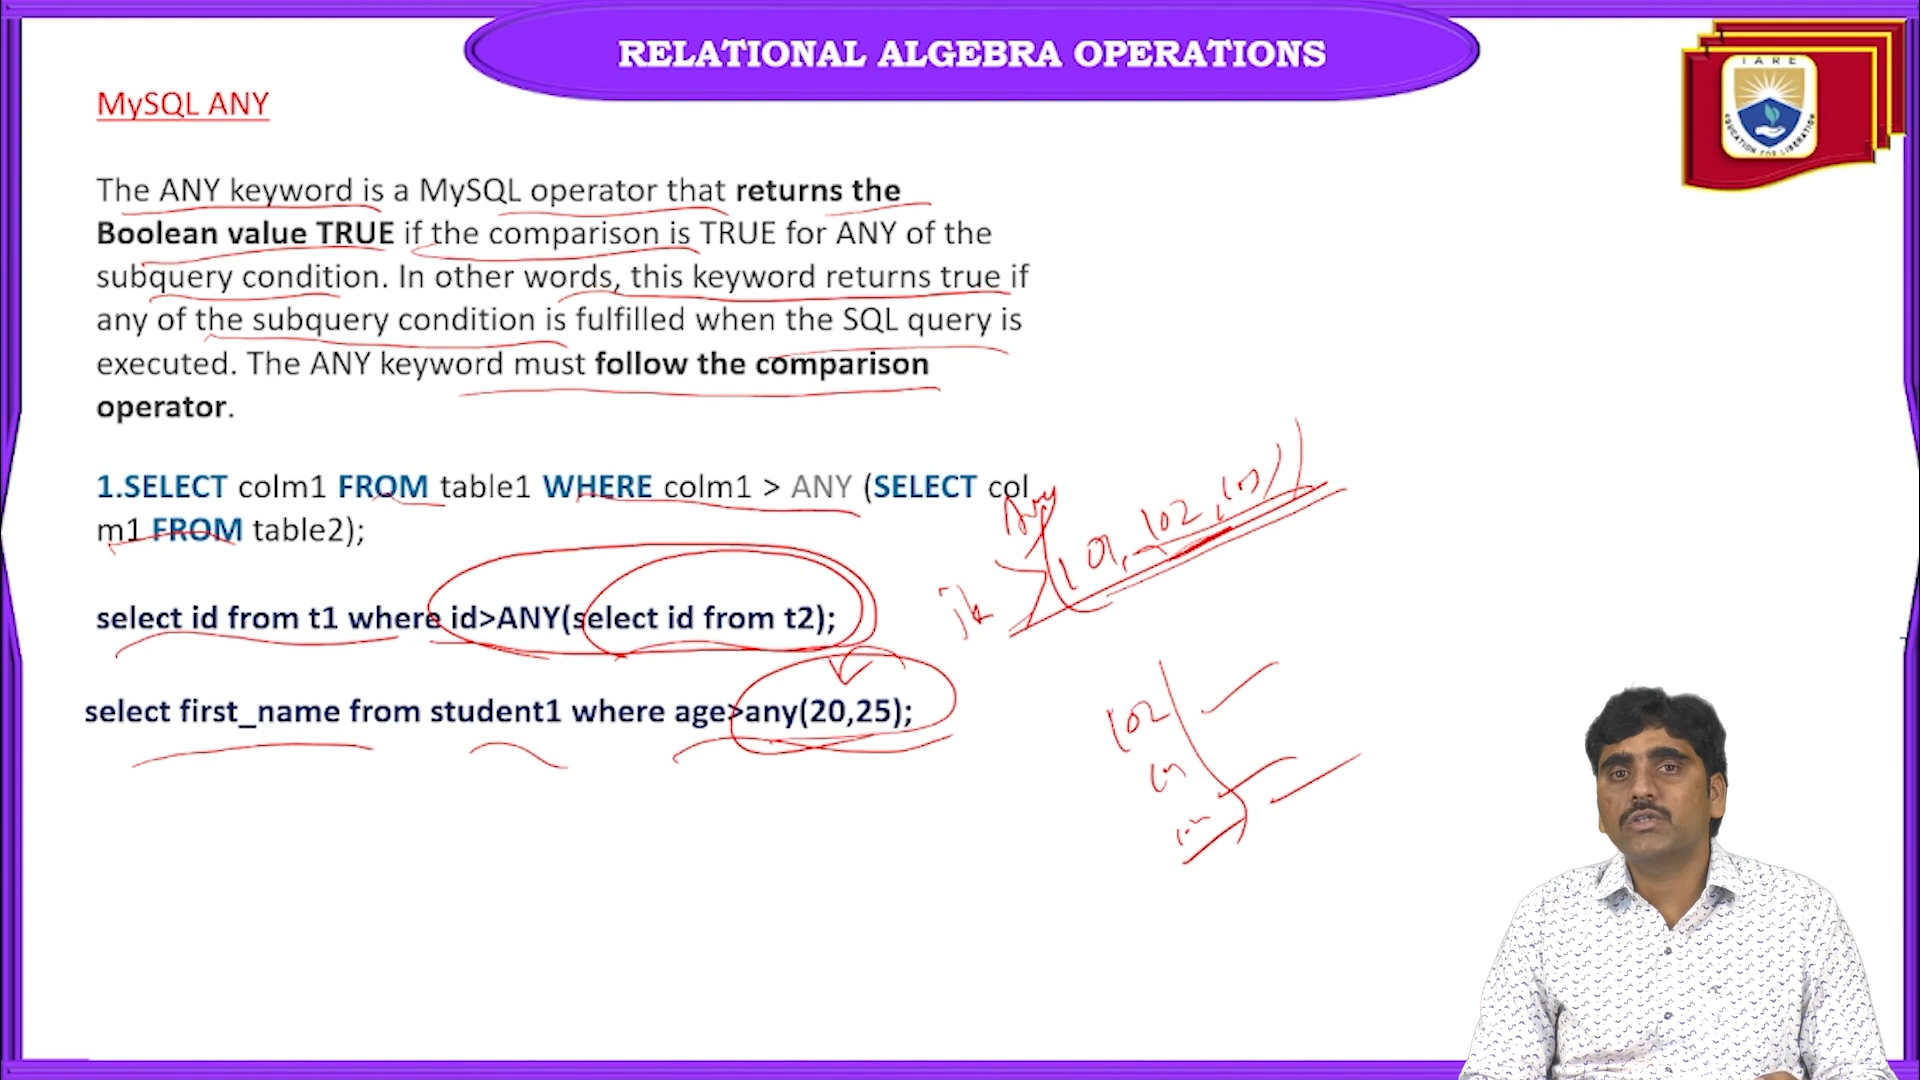 RELATIONAL ALGEBRA OPERATIONS
I A R E
EDUCATION FOR LIBERATION
MySQL ANY
The ANY keyword is a MySQL operator that returns the
Boolean value TRUE if the comparison is TRUE for ANY of the
subquery condition. In other words, this keyword returns true if
any of the subquery condition is fulfilled when the SQL query is
executed. The ANY keyword must follow the comparison
operator.
1.SELECT colm1 FROM table1 WHERE colm1 > ANY (SELECT col
m1 FROM table2);
Any
select id from t1 where id>ANY(select id from t2);
select first_name from student1 where age>any(20,25);
102